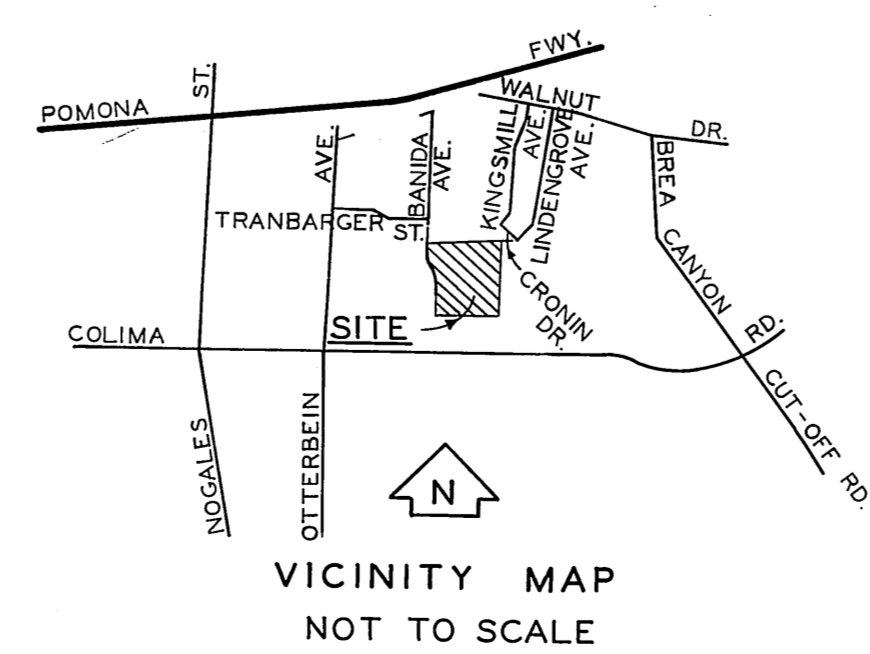 POMONA FWY.
NOGALES ST.
OTTERBEIN AVE.
BANIDA AVE.
TRANBARGER ST.
KINGSMILL AVE.
LINDENGROVE AVE.
WALNUT DR.
BREA CANYON CUT-OFF RD.
CRONIN DR.
COLIMA RD.
SITE
N
VICINITY MAP
NOT TO SCALE